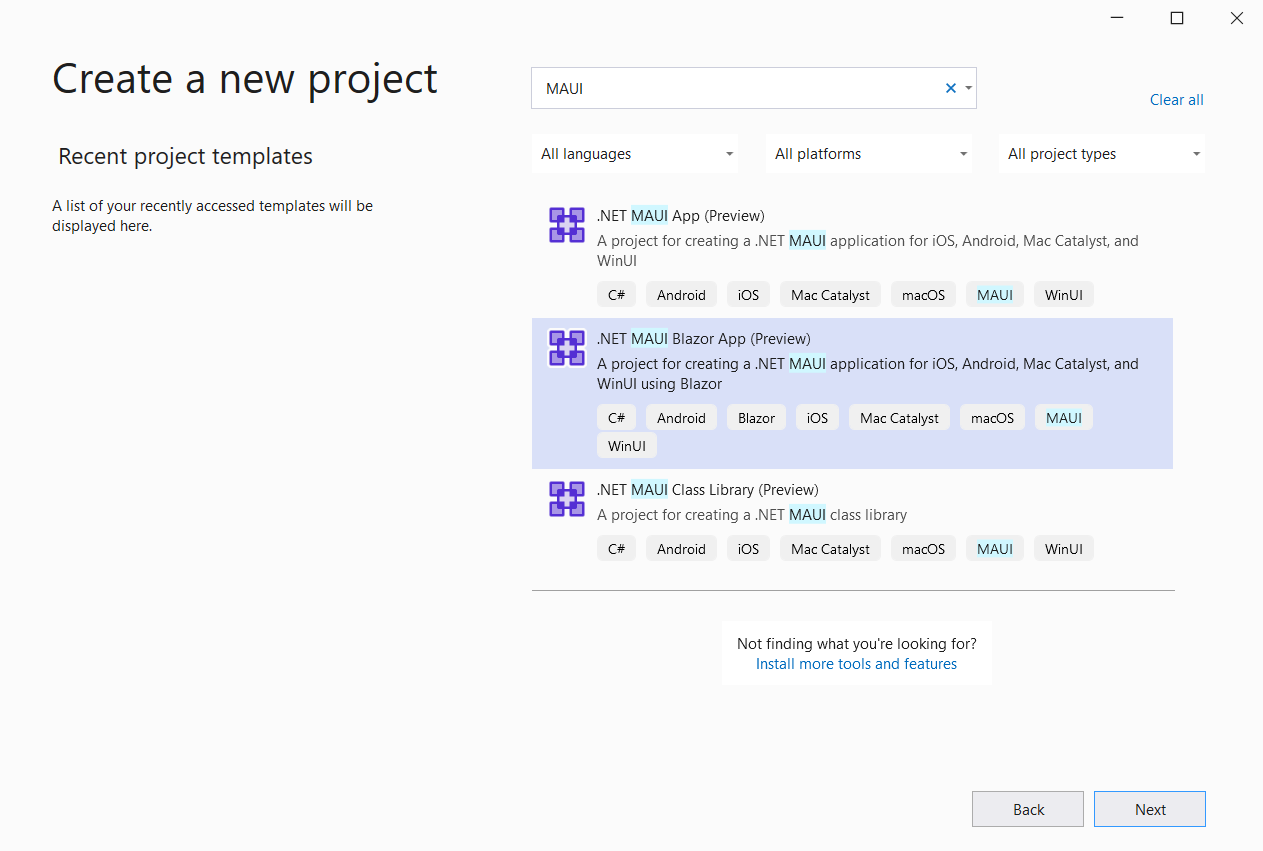 Create a new project
Recent project templates
A list of your recently accessed templates will be
displayed here.
MAUI
Clear all
All languages
All platforms
All project types
.NET MAUI App (Preview)
A project for creating a .NET MAUI application for iOS, Android, Mac Catalyst, and
WinUI
C# Android iOS Mac Catalyst macOS MAUI WinUI
.NET MAUI Blazor App (Preview)
A project for creating a .NET MAUI application for iOS, Android, Mac Catalyst, and
WinUI using Blazor
C# Android Blazor iOS Mac Catalyst macOS MAUI
WinUI
.NET MAUI Class Library (Preview)
A project for creating a .NET MAUI class library
C# Android iOS Mac Catalyst macOS MAUI WinUI
Not finding what you're looking for?
Install more tools and features
Back
Next